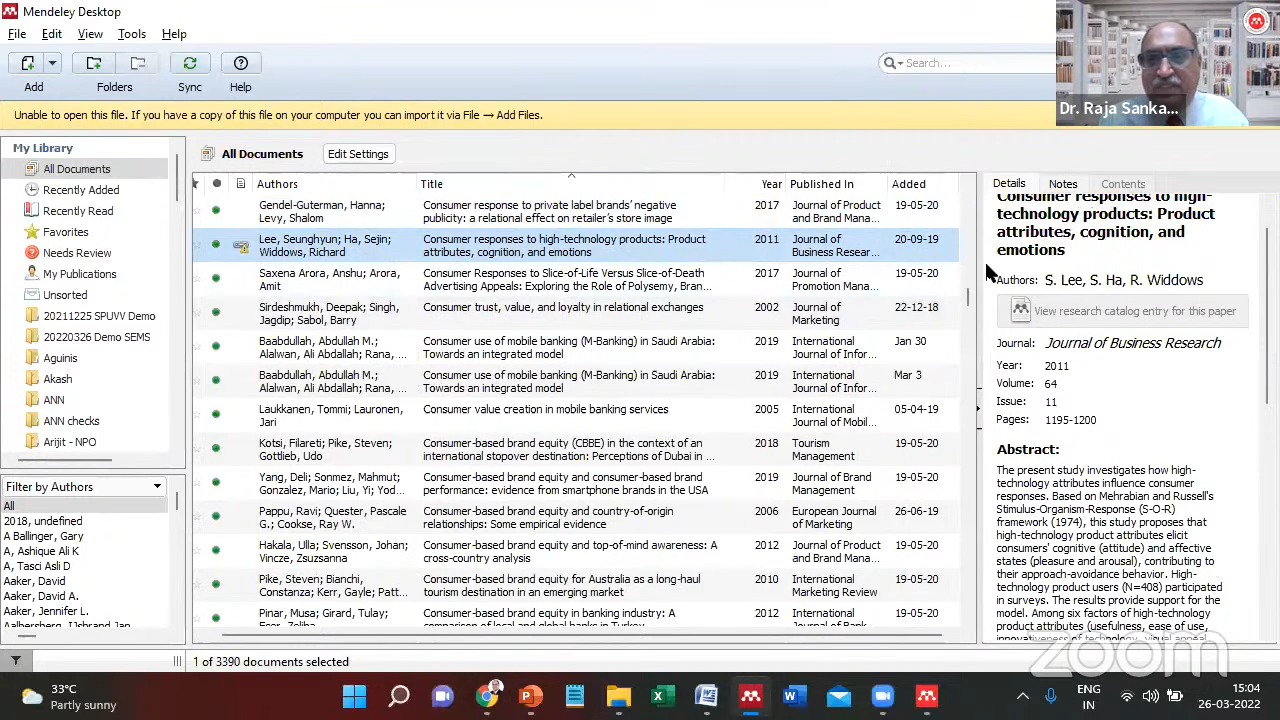 Mendeley Desktop
File Edit View Tools Help
Add Folders Sync Help
Search...
Dr. Raja Sanka...
Unable to open this file. If you have a copy of this file on your computer you can import it via File → Add Files.
My Library
All Documents
Recently Added
Recently Read
Favorites
Needs Review
My Publications
Unsorted
20211225 SPUVV Demo
20220326 Demo SEMS
Aguinis
Akash
ANN
ANN checks
Arijit - NPO
Filter by Authors
All
2018, undefined
A Ballinger, Gary
A, Ashique Ali K
A, Tasci Asli D
Aaker, David
Aaker, David A.
Aaker, Jennifer L.
Aalbersberg, IJsbrand Jan
All Documents Edit Settings
Authors Title Year Published In Added
Gendel-Guterman, Hanna; Consumer response to private label brands' negative 2017 Journal of Product 19-05-20
Levy, Shalom publicity: a relational effect on retailer's store image and Brand Mana...
Lee, Seunghyun; Ha, Sejin; Consumer responses to high-technology products: Product 2011 Journal of 20-09-19
Widdows, Richard attributes, cognition, and emotions Business Resear...
Saxena Arora, Anshu; Arora, Consumer Responses to Slice-of-Life Versus Slice-of-Death 2017 Journal of 19-05-20
Amit Advertising Appeals: Exploring the Role of Polysemy, Bran... Promotion Mana...
Sirdeshmukh, Deepak; Singh, Consumer trust, value, and loyalty in relational exchanges 2002 Journal of 22-12-18
Jagdip; Sabol, Barry Marketing
Baabdullah, Abdullah M.; Consumer use of mobile banking (M-Banking) in Saudi Arabia: 2019 International Jan 30
Alalwan, Ali Abdallah; Rana, ... Towards an integrated model Journal of Infor...
Baabdullah, Abdullah M.; Consumer use of mobile banking (M-Banking) in Saudi Arabia: 2019 International Mar 3
Alalwan, Ali Abdallah; Rana, ... Towards an integrated model Journal of Infor...
Laukkanen, Tommi; Lauronen, Consumer value creation in mobile banking services 2005 International 05-04-19
Jari Journal of Mobil...
Kotsi, Filareti; Pike, Steven; Consumer-based brand equity (CBBE) in the context of an 2018 Tourism 19-05-20
Gottlieb, Udo international stopover destination: Perceptions of Dubai in ... Management
Yang, Deli; Sonmez, Mahmut; Consumer-based brand equity and consumer-based brand 2019 Journal of Brand 19-05-20
Gonzalez, Mario; Liu, Yi; Yod... performance: evidence from smartphone brands in the USA Management
Pappu, Ravi; Quester, Pascale Consumer-based brand equity and country-of-origin 2006 European Journal 26-06-19
G.; Cookse, Ray W. relationships: Some empirical evidence of Marketing
Hakala, Ulla; Svensson, Johan; Consumer-based brand equity and top-of-mind awareness: A 2012 Journal of Product 19-05-20
Vincze, Zsuzsanna cross-country analysis and Brand Mana...
Pike, Steven; Bianchi, Consumer-based brand equity for Australia as a long-haul 2010 International 19-05-20
Constanza; Kerr, Gayle; Patt... tourism destination in an emerging market Marketing Review
Pinar, Musa; Girard, Tulay; Consumer-based brand equity in banking industry: A 2012 International 19-05-20
Eser, Zeliha comparison of local and global banks in Turkey Journal of Bank
Details Notes Contents
Consumer responses to high-
technology products: Product
attributes, cognition, and
emotions
Authors: S. Lee, S. Ha, R. Widdows
View research catalog entry for this paper
Journal: Journal of Business Research
Year: 2011
Volume: 64
Issue: 11
Pages: 1195-1200
Abstract:
The present study investigates how high-
technology attributes influence consumer
responses. Based on Mehrabian and Russell's
Stimulus-Organism-Response (S-O-R)
framework (1974), this study proposes that
high-technology product attributes elicit
consumers' cognitive (attitude) and affective
states (pleasure and arousal), contributing to
their approach-avoidance behavior. High-
technology product users (N=408) participated
in surveys. The results provide support for the
model. Among six factors of high-technology
product attributes (usefulness, ease of use,
innovativeness of technology, visual appeal
1 of 3390 documents selected
zoom
33°C
Partly sunny
ENG
IN
15:04
26-03-2022